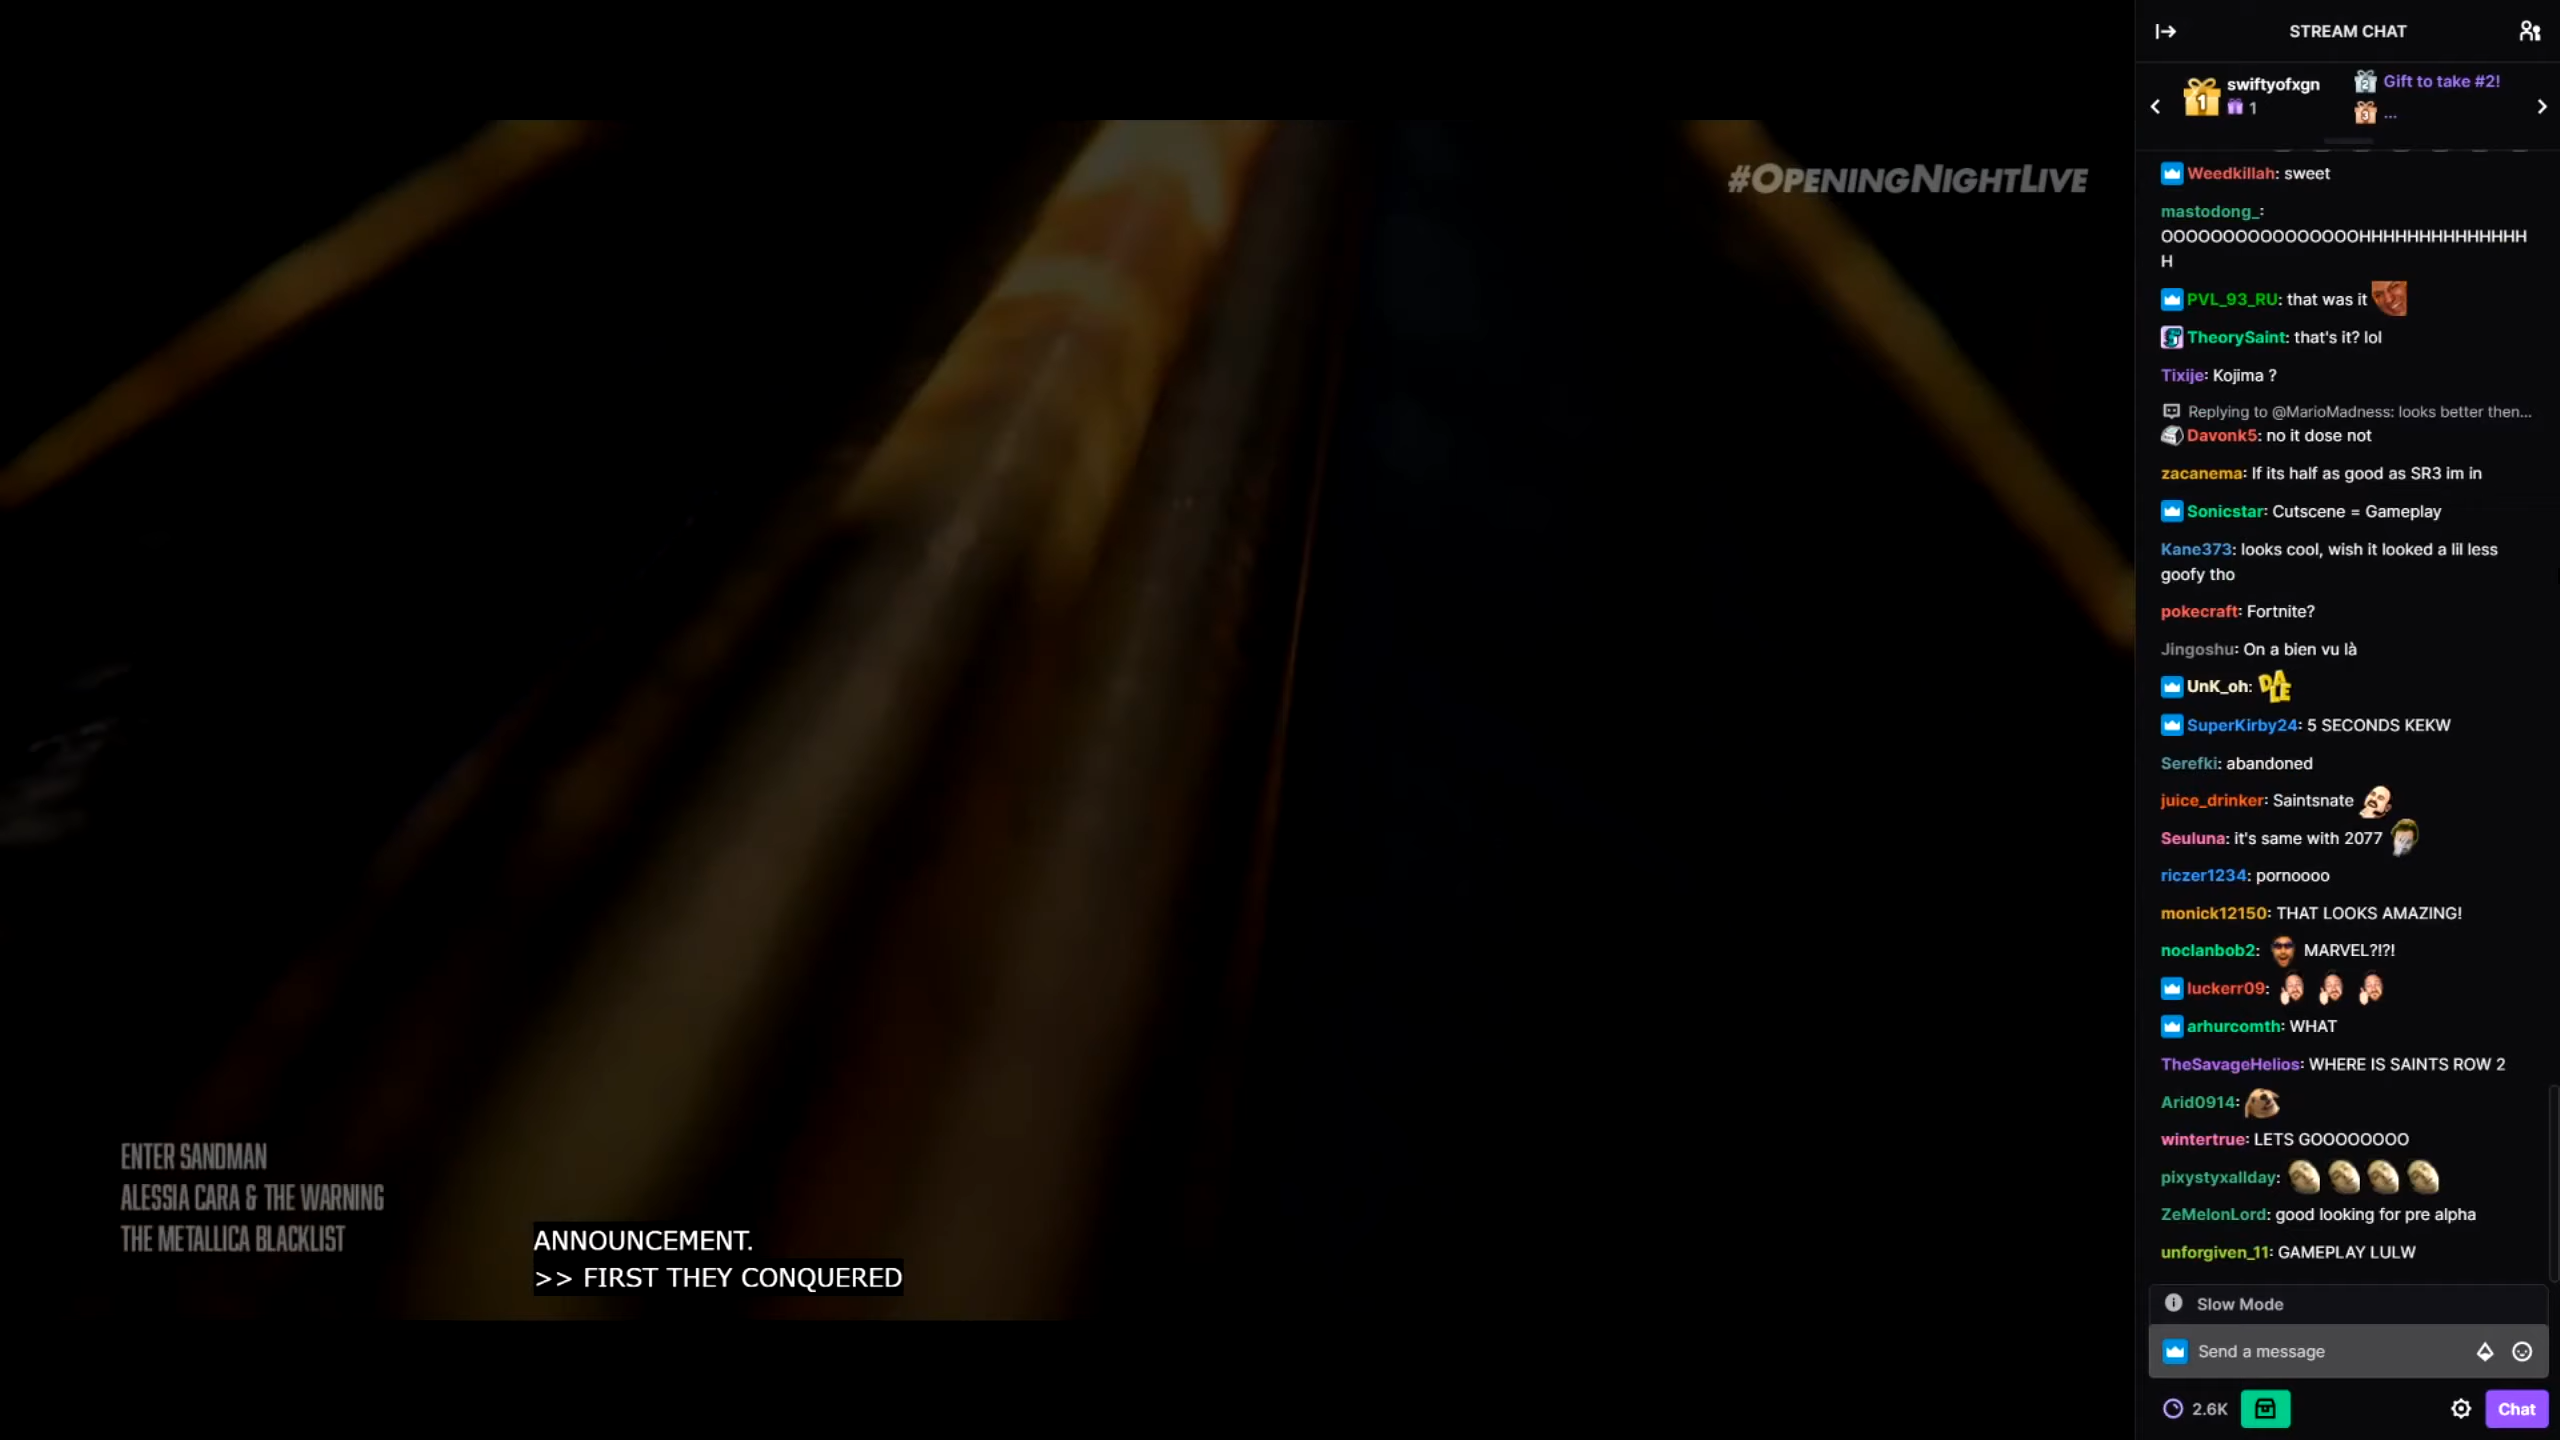 #OPENINGNIGHTLIVE
ENTER SANDMAN
ALESSIA CARA & THE WARNING
THE METALLICA BLACKLIST
ANNOUNCEMENT.
>> FIRST THEY CONQUERED
STREAM CHAT
1
swiftyofxgn
1
2
Gift to take #2!
3
...
Weedkillah: sweet
mastodong_:
OOOOOOOOOOOOOOOOHHHHHHHHHHHHHH
H
PVL_93_RU: that was it
TheorySaint: that's it? lol
Tixije: Kojima ?
Replying to @MarioMadness: looks better then...
Davonk5: no it dose not
zacanema: If its half as good as SR3 im in
Sonicstar: Cutscene = Gameplay
Kane373: looks cool, wish it looked a lil less
goofy tho
pokecraft: Fortnite?
Jingoshu: On a bien vu là
UnK_oh: DALE
SuperKirby24: 5 SECONDS KEKW
Serefki: abandoned
juice_drinker: Saintsnate
Seuluna: it's same with 2077
riczer1234: pornoooo
monick12150: THAT LOOKS AMAZING!
noclanbob2: MARVEL?!?!
luckerr09:
arhurcomth: WHAT
TheSavageHelios: WHERE IS SAINTS ROW 2
Arid0914:
wintertrue: LETS GOOOOOOOO
pixystyxallday:
ZeMelonLord: good looking for pre alpha
unforgiven_11: GAMEPLAY LULW
Slow Mode
Send a message
2.6K
Chat